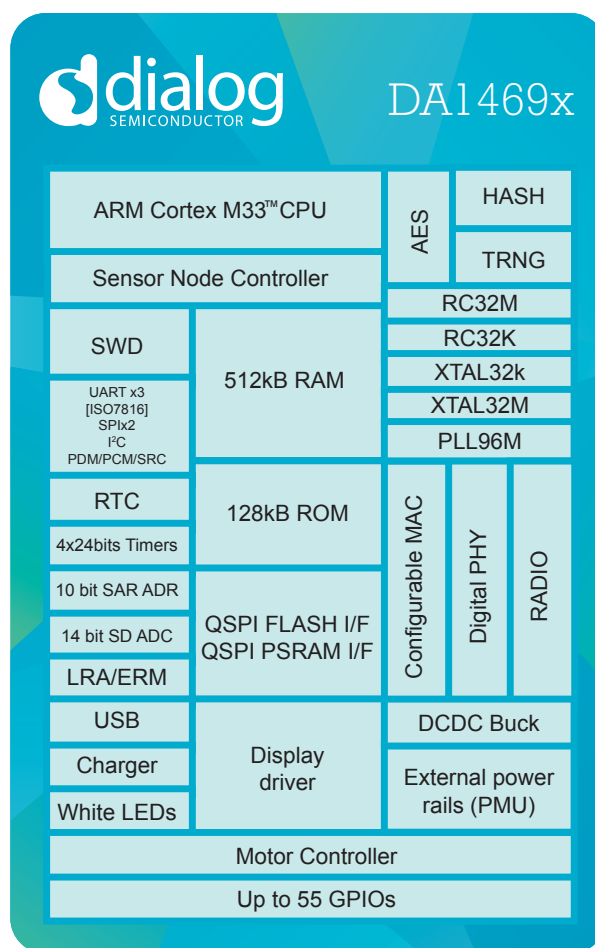 dialog
SEMICONDUCTOR
DA1469x
ARM Cortex M33™CPU
Sensor Node Controller
AES
HASH
TRNG
RC32M
RC32K
XTAL32k
XTAL32M
PLL96M
SWD
UART x3
[ISO7816]
SPIx2
I²C
PDM/PCM/SRC
512kB RAM
RTC
4x24bits Timers
128kB ROM
Configurable MAC
Digital PHY
RADIO
10 bit SAR ADR
14 bit SD ADC
LRA/ERM
QSPI FLASH I/F
QSPI PSRAM I/F
USB
Charger
White LEDs
Display
driver
DCDC Buck
External power
rails (PMU)
Motor Controller
Up to 55 GPIOs